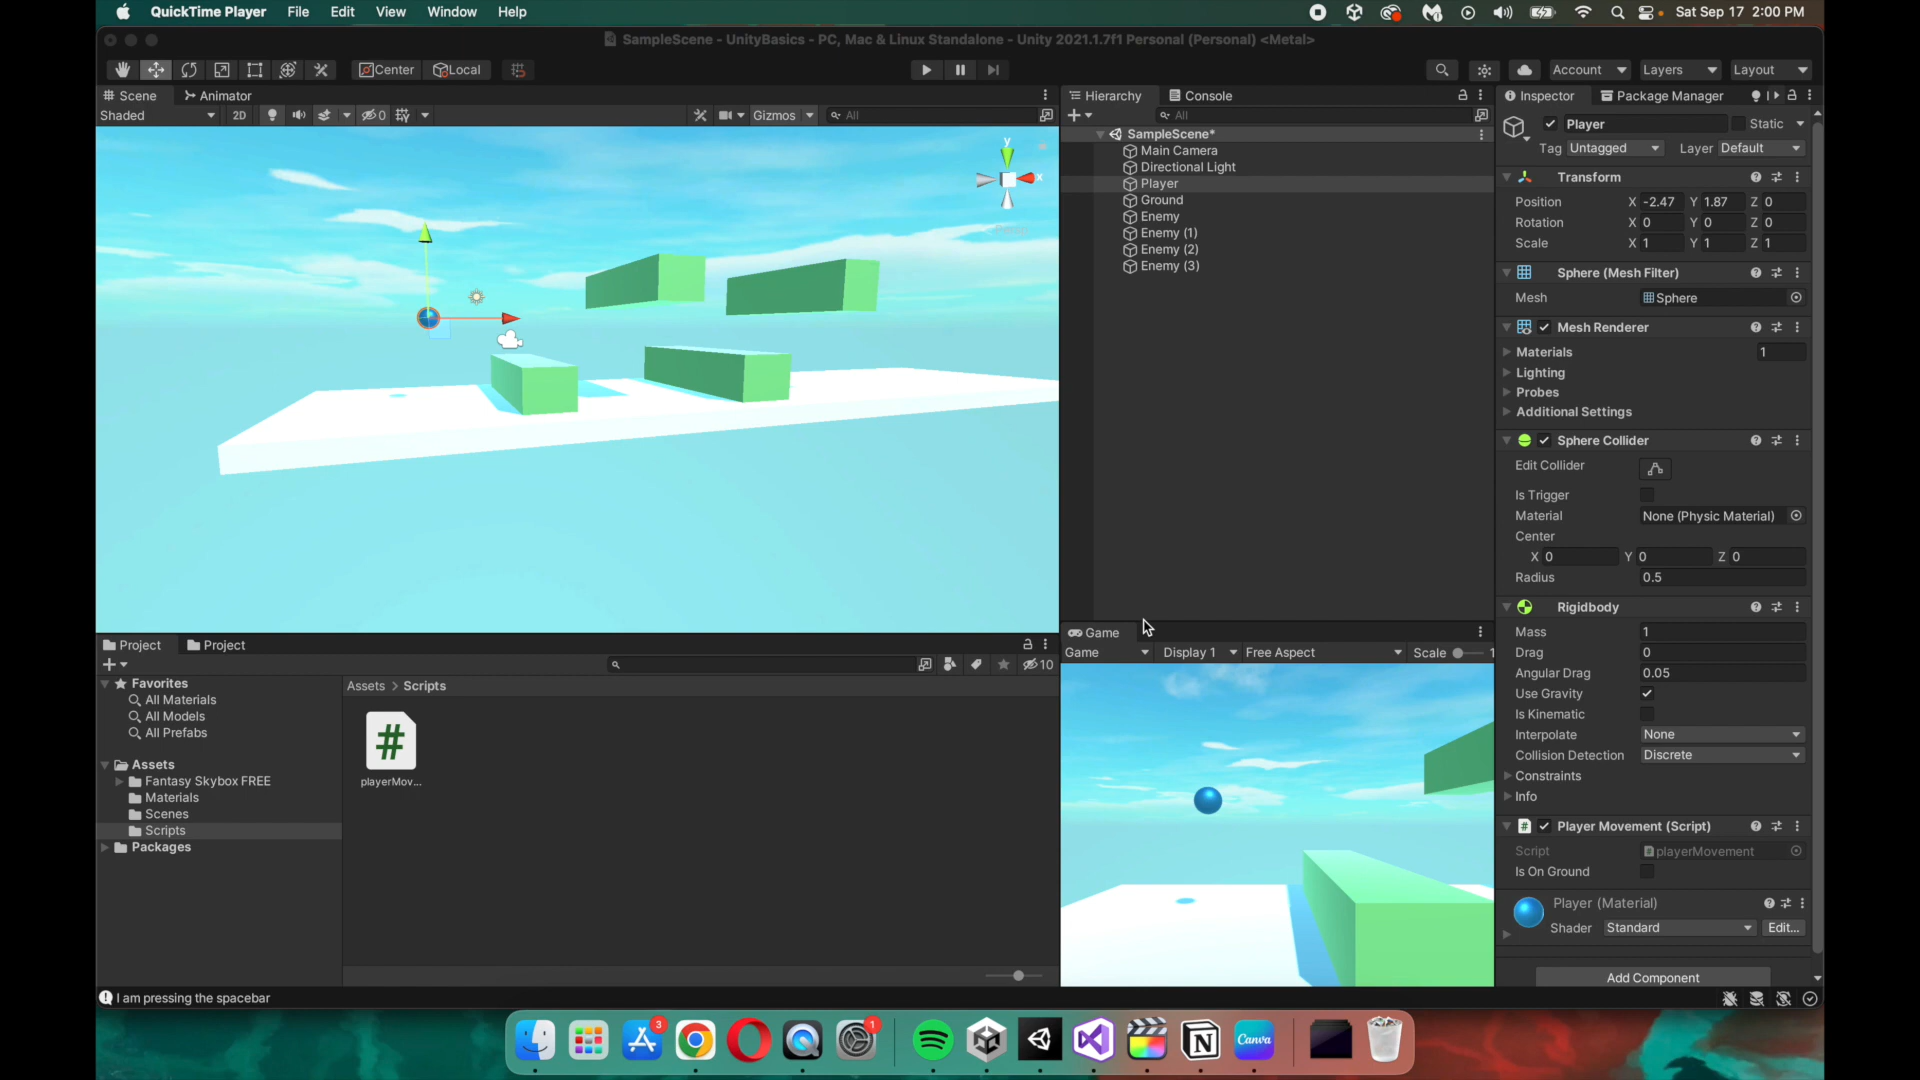 QuickTime Player File Edit View Window Help
Sat Sep 17 2:00 PM
SampleScene - UnityBasics - PC, Mac & Linux Standalone - Unity 2021.1.7f1 Personal (Personal) <Metal>
Center Local
Account Layers Layout
Scene Animator
Shaded 2D 0 Gizmos All
y
x
Hierarchy Console
All
SampleScene*
Main Camera
Directional Light
Player
Ground
Enemy
Enemy (1)
Enemy (2)
Enemy (3)
Inspector Package Manager
Player Static
Tag Untagged Layer Default
Transform
Position X -2.47 Y 1.87 Z 0
Rotation X 0 Y 0 Z 0
Scale X 1 Y 1 Z 1
Sphere (Mesh Filter)
Mesh Sphere
Mesh Renderer
Materials 1
Lighting
Probes
Additional Settings
Sphere Collider
Edit Collider
Is Trigger
Material None (Physic Material)
Center
X 0 Y 0 Z 0
Radius 0.5
Rigidbody
Mass 1
Drag 0
Angular Drag 0.05
Use Gravity
Is Kinematic
Interpolate None
Collision Detection Discrete
Constraints
Info
Player Movement (Script)
Script playerMovement
Is On Ground
Player (Material)
Shader Standard Edit...
Add Component
Project Project
10
Favorites
All Materials
All Models
All Prefabs
Assets
Fantasy Skybox FREE
Materials
Scenes
Scripts
Packages
Assets > Scripts
#
playerMov...
Game
Game Display 1 Free Aspect Scale 1
I am pressing the spacebar
3
1
Canva